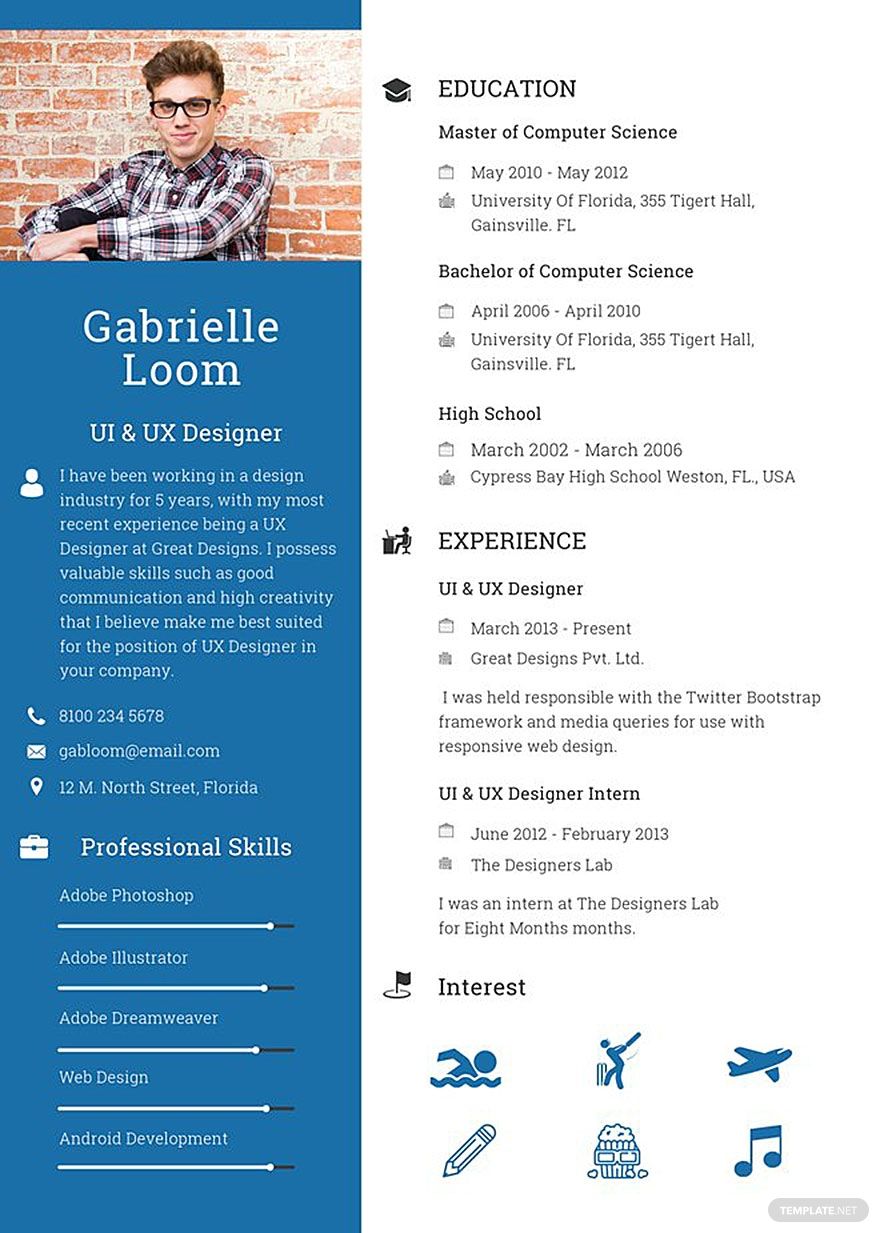 Gabrielle
Loom
UI & UX Designer
I have been working in a design
industry for 5 years, with my most
recent experience being a UX
Designer at Great Designs. I possess
valuable skills such as good
communication and high creativity
that I believe make me best suited
for the position of UX Designer in
your company.
8100 234 5678
gabloom@email.com
12 M. North Street, Florida
Professional Skills
Adobe Photoshop
Adobe Illustrator
Adobe Dreamweaver
Web Design
Android Development
EDUCATION
Master of Computer Science
May 2010 - May 2012
University Of Florida, 355 Tigert Hall,
Gainsville. FL
Bachelor of Computer Science
April 2006 - April 2010
University Of Florida, 355 Tigert Hall,
Gainsville. FL
High School
March 2002 - March 2006
Cypress Bay High School Weston, FL., USA
EXPERIENCE
UI & UX Designer
March 2013 - Present
Great Designs Pvt. Ltd.
I was held responsible with the Twitter Bootstrap
framework and media queries for use with
responsive web design.
UI & UX Designer Intern
June 2012 - February 2013
The Designers Lab
I was an intern at The Designers Lab
for Eight Months months.
Interest
TEMPLATE.NET